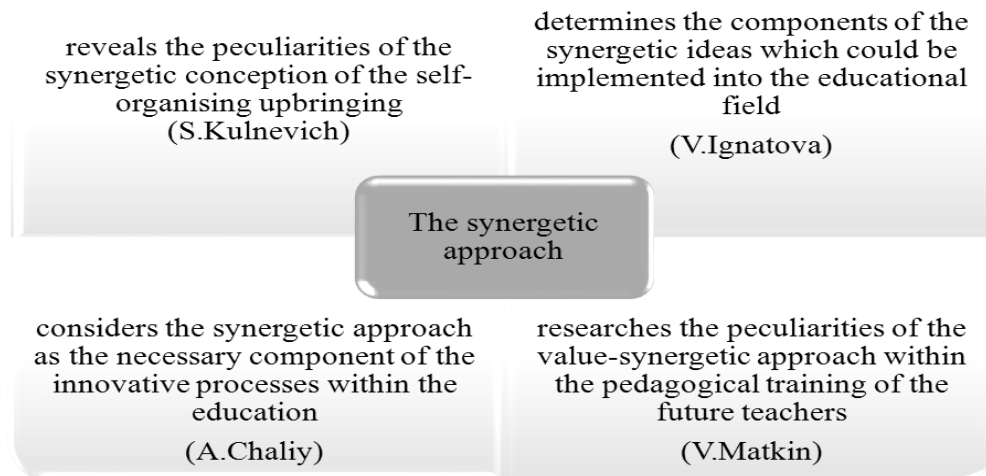 reveals the peculiarities of the
synergetic conception of the self-
organising upbringing
(S.Kulnevich)
determines the components of the
synergetic ideas which could be
implemented into the educational
field
(V.Ignatova)
The synergetic
approach
considers the synergetic approach
as the necessary component of the
innovative processes within the
education
(A.Chaliy)
researches the peculiarities of the
value-synergetic approach within
the pedagogical training of the
future teachers
(V.Matkin)